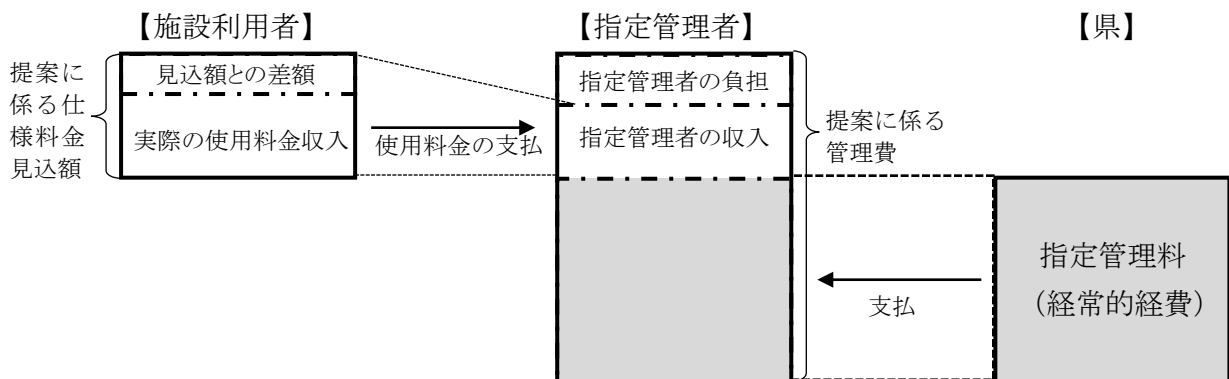 【施設利用者】
【指定管理者】
【県】
提案に
係る仕
様料金
見込額
見込額との差額
実際の使用料金収入
使用料金の支払
指定管理者の負担
指定管理者の収入
提案に係る
管理費
支払
指定管理料
（経常的経費）